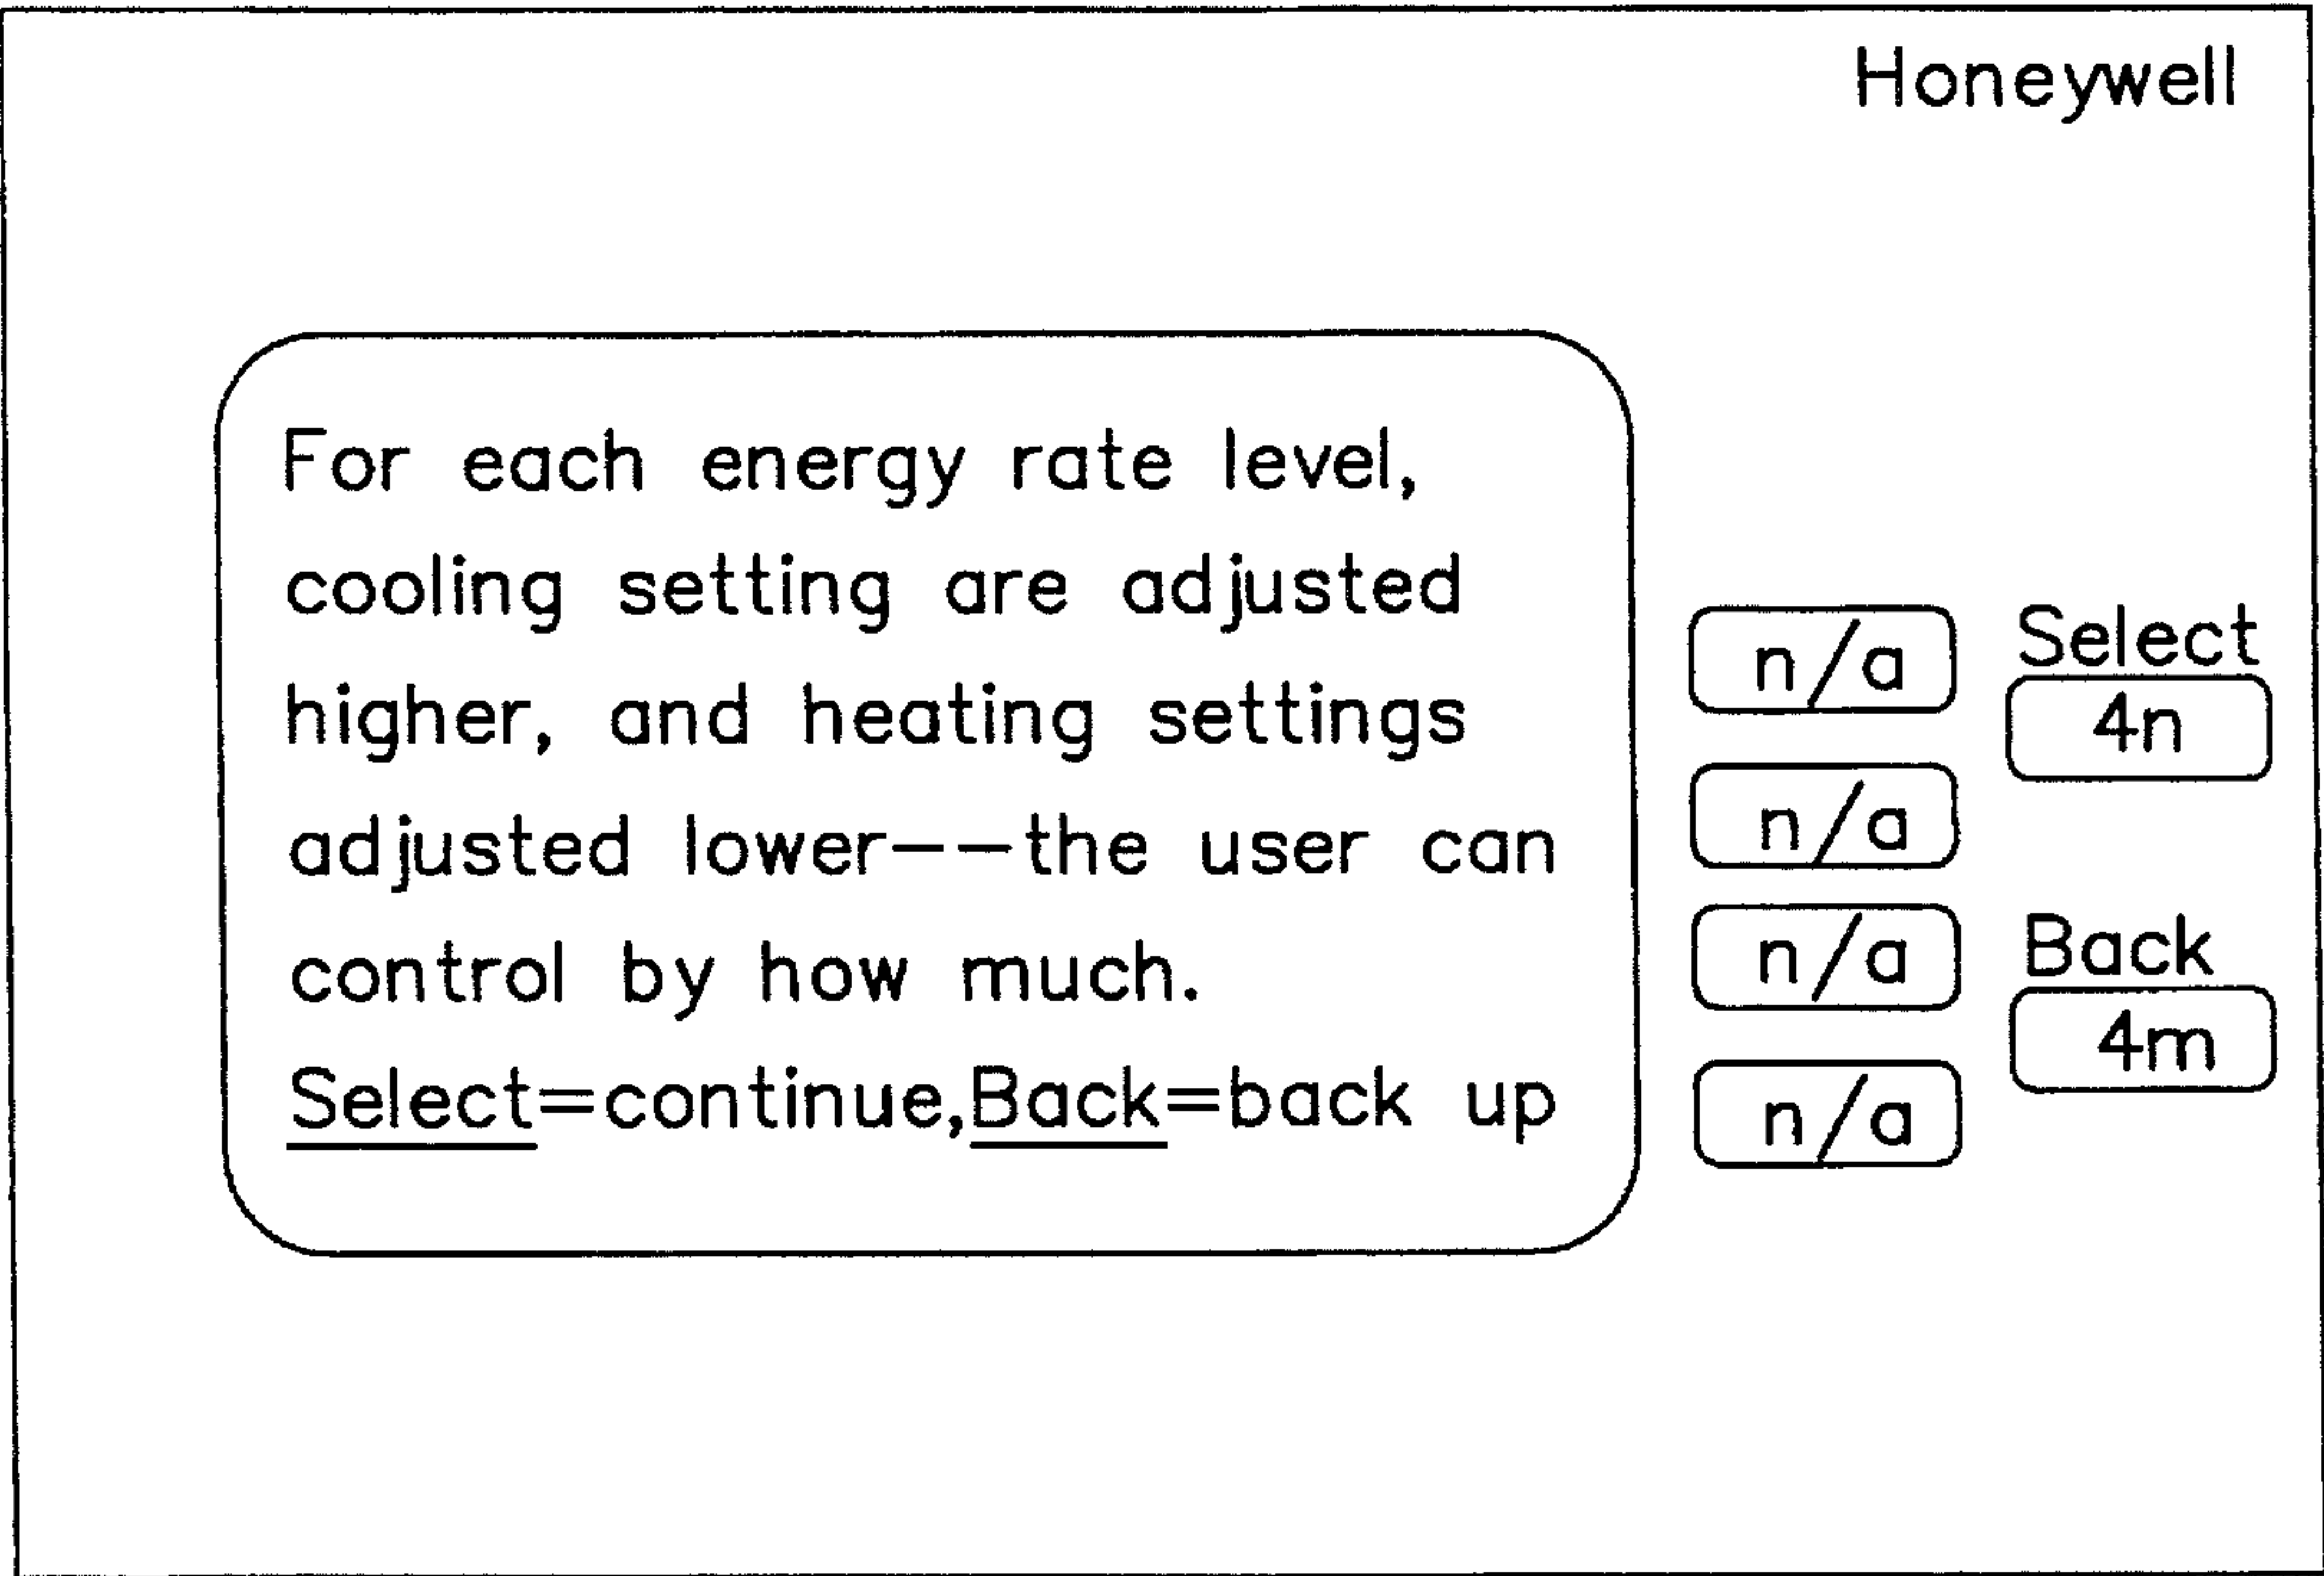 Honeywell
For each energy rate level,
cooling setting are adjusted
higher, and heating settings
adjusted lower--the user can
control by how much.
Select=continue,Back=back up
n/a
n/a
n/a
n/a
Select
4n
Back
4m